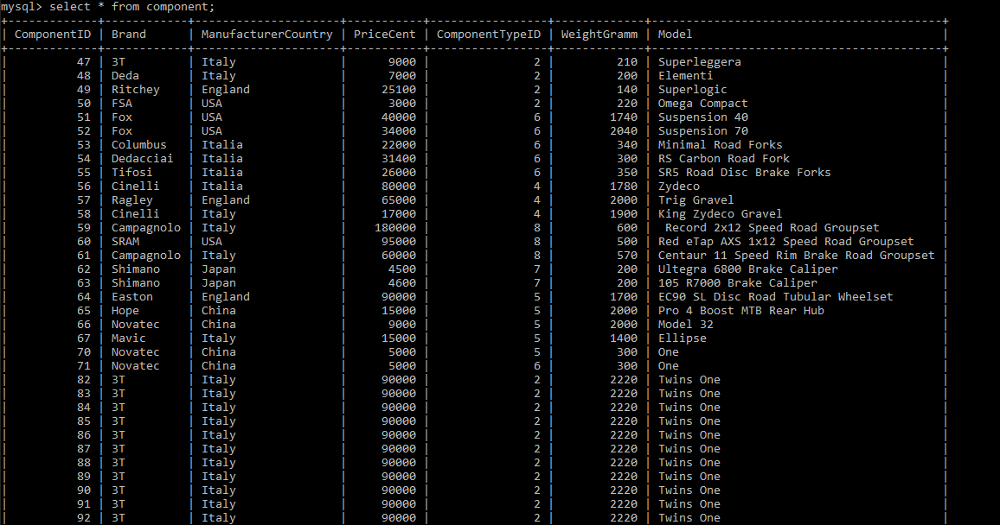 mysql> select * from component;
+-------------+------------+---------------------+-----------+-----------------+-------------+------------------------------------------+
| ComponentID | Brand      | ManufacturerCountry | PriceCent | ComponentTypeID | WeightGramm | Model                                    |
+-------------+------------+---------------------+-----------+-----------------+-------------+------------------------------------------+
|          47 | 3T         | Italy               |      9000 |               2 |         210 | Superleggera                             |
|          48 | Deda       | Italy               |      7000 |               2 |         200 | Elementi                                 |
|          49 | Ritchey    | England             |     25100 |               2 |         140 | Superlogic                               |
|          50 | FSA        | USA                 |      3000 |               2 |         220 | Omega Compact                            |
|          51 | Fox        | USA                 |     40000 |               6 |        1740 | Suspension 40                            |
|          52 | Fox        | USA                 |     34000 |               6 |        2040 | Suspension 70                            |
|          53 | Columbus   | Italia              |     22000 |               6 |         340 | Minimal Road Forks                       |
|          54 | Dedacciai  | Italia              |     31400 |               6 |         300 | RS Carbon Road Fork                      |
|          55 | Tifosi     | Italia              |     26000 |               6 |         350 | SR5 Road Disc Brake Forks                |
|          56 | Cinelli    | Italia              |     80000 |               4 |        1780 | Zydeco                                   |
|          57 | Ragley     | England             |     65000 |               4 |        2000 | Trig Gravel                              |
|          58 | Cinelli    | Italy               |     17000 |               4 |        1900 | King Zydeco Gravel                       |
|          59 | Campagnolo | Italy               |    180000 |               8 |         600 |  Record 2x12 Speed Road Groupset         |
|          60 | SRAM       | USA                 |     95000 |               8 |         500 | Red eTap AXS 1x12 Speed Road Groupset    |
|          61 | Campagnolo | Italy               |     60000 |               8 |         570 | Centaur 11 Speed Rim Brake Road Groupset |
|          62 | Shimano    | Japan               |      4500 |               7 |         200 | Ultegra 6800 Brake Caliper               |
|          63 | Shimano    | Japan               |      4600 |               7 |         200 | 105 R7000 Brake Caliper                  |
|          64 | Easton     | England             |     90000 |               5 |        1700 | EC90 SL Disc Road Tubular Wheelset       |
|          65 | Hope       | China               |     15000 |               5 |        2000 | Pro 4 Boost MTB Rear Hub                 |
|          66 | Novatec    | China               |      9000 |               5 |        2000 | Model 32                                 |
|          67 | Mavic      | Italy               |     15000 |               5 |        1400 | Ellipse                                  |
|          70 | Novatec    | China               |      5000 |               5 |         300 | One                                      |
|          71 | Novatec    | China               |      5000 |               6 |         300 | One                                      |
|          82 | 3T         | Italy               |     90000 |               2 |        2220 | Twins One                                |
|          83 | 3T         | Italy               |     90000 |               2 |        2220 | Twins One                                |
|          84 | 3T         | Italy               |     90000 |               2 |        2220 | Twins One                                |
|          85 | 3T         | Italy               |     90000 |               2 |        2220 | Twins One                                |
|          86 | 3T         | Italy               |     90000 |               2 |        2220 | Twins One                                |
|          87 | 3T         | Italy               |     90000 |               2 |        2220 | Twins One                                |
|          88 | 3T         | Italy               |     90000 |               2 |        2220 | Twins One                                |
|          89 | 3T         | Italy               |     90000 |               2 |        2220 | Twins One                                |
|          90 | 3T         | Italy               |     90000 |               2 |        2220 | Twins One                                |
|          91 | 3T         | Italy               |     90000 |               2 |        2220 | Twins One                                |
|          92 | 3T         | Italy               |     90000 |               2 |        2220 | Twins One                                |